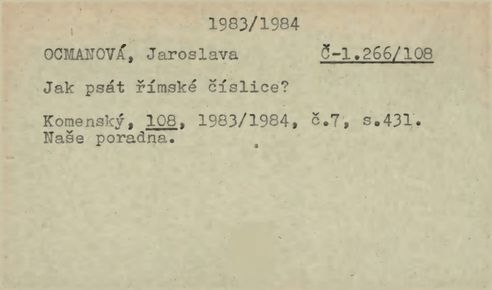 1983/1984
OCMANOVÁ, Jaroslava Č-1.266/108
Jak psát římské číslice?
Komenský, 108, 1983/1984, č.7, s.431.
Naše poradna.